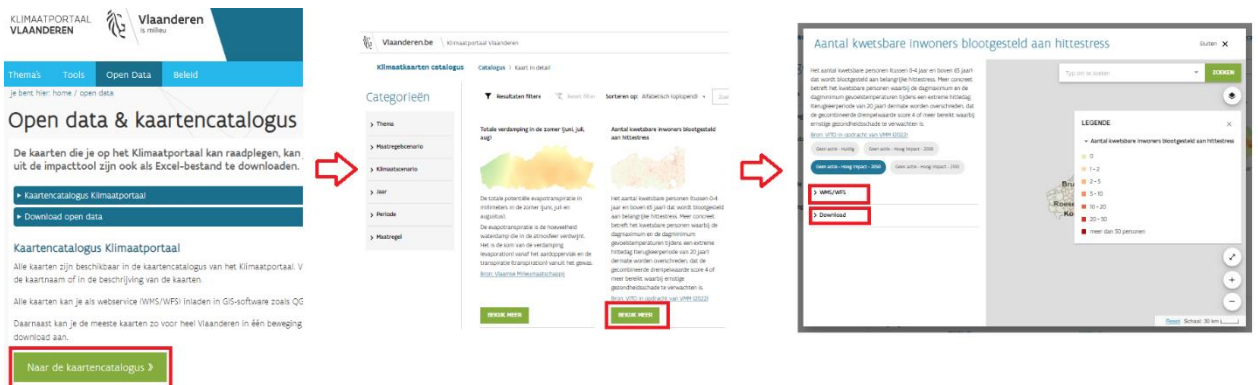 KLIMAATPORTAAL
VLAANDEREN
Vlaanderen
is milieu
Thema's Tools Open Data Beleid
je bent hier: home / open data
Open data & kaartencatalogus
De kaarten die je op het Klimaatportaal kan raadplegen, kan
uit de impacttool zijn ook als Excel-bestand te downloaden.
▸ Kaartencatalogus Klimaatportaal
▸ Download open data
Kaartencatalogus Klimaatportaal
Alle kaarten zijn beschikbaar in de kaartencatalogus van het Klimaatportaal. V
de kaartnaam of in de beschrijving van de kaarten.
Alle kaarten kan je als webservice (WMS/WFS) inladen in GIS-software zoals QG
Daarnaast kan je de meeste kaarten zo voor heel Vlaanderen in één beweging
download aan.
Naar de kaartencatalogus ❯
Vlaanderen.be Klimaatportaal Vlaanderen
Klimaatkaarten catalogus Catalogus > Kaart in detail
Categorieën
Resultaten filters Reset filter Sorteren op: Alfabetisch (oplopend)
> Thema
> Maatregelscenario
> Klimaatscenario
> Jaar
> Periode
> Maatregel
Totale verdamping in de zomer (juni, juli,
aug)
De totale potentiële evapotranspiratie in
millimeters in de zomer (juni, juli en
augustus).
De evapotranspiratie is de hoeveelheid
waterdamp die in de atmosfeer verdwijnt.
Het is de som van de verdamping
(evaporation) vanaf het aardoppervlak en de
transpiratie (transpiration) vanuit het gewas.
Bron: Vlaamse Milieumaatschappij
BEKIJK MEER
Aantal kwetsbare inwoners blootgesteld
aan hittestress
Het aantal kwetsbare personen (tussen 0-4
jaar en boven 65 jaar) dat wordt blootgesteld
aan belangrijke hittestress. Meer concreet
betreft het kwetsbare personen waarbij de
dagmaximum en de dagminimum
gevoelstemperaturen tijdens een extreme
hittedag (terugkeerperiode van 20 jaar)
dermate worden overschreden, dat de
gecombineerde drempelwaarde score 4 of
meer bereikt waarbij ernstige
gezondheidsschade te verwachten is.
Bron: VITO in opdracht van VMM (2022)
BEKIJK MEER
Aantal kwetsbare inwoners blootgesteld aan hittestress
Sluiten X
Het aantal kwetsbare personen (tussen 0-4 jaar en boven 65 jaar)
dat wordt blootgesteld aan belangrijke hittestress. Meer concreet
betreft het kwetsbare personen waarbij de dagmaximum en de
dagminimum gevoelstemperaturen tijdens een extreme hittedag
(terugkeerperiode van 20 jaar) dermate worden overschreden, dat
de gecombineerde drempelwaarde score 4 of meer bereikt waarbij
ernstige gezondheidsschade te verwachten is.
Bron: VITO in opdracht van VMM (2022)
Geen actie - Huidig Geen actie - Hoog impact - 2030
Geen actie - Hoog impact - 2050
> WMS/WFS
> Download
Typ om te zoeken
ZOEKEN
LEGENDE ×
Aantal kwetsbare inwoners blootgesteld aan hittestress
0
1 - 2
2 - 5
5 - 10
10 - 20
20 - 30
meer dan 30 personen
Bru
Roese
Ko
+
−
Reset Schaal: 30 km